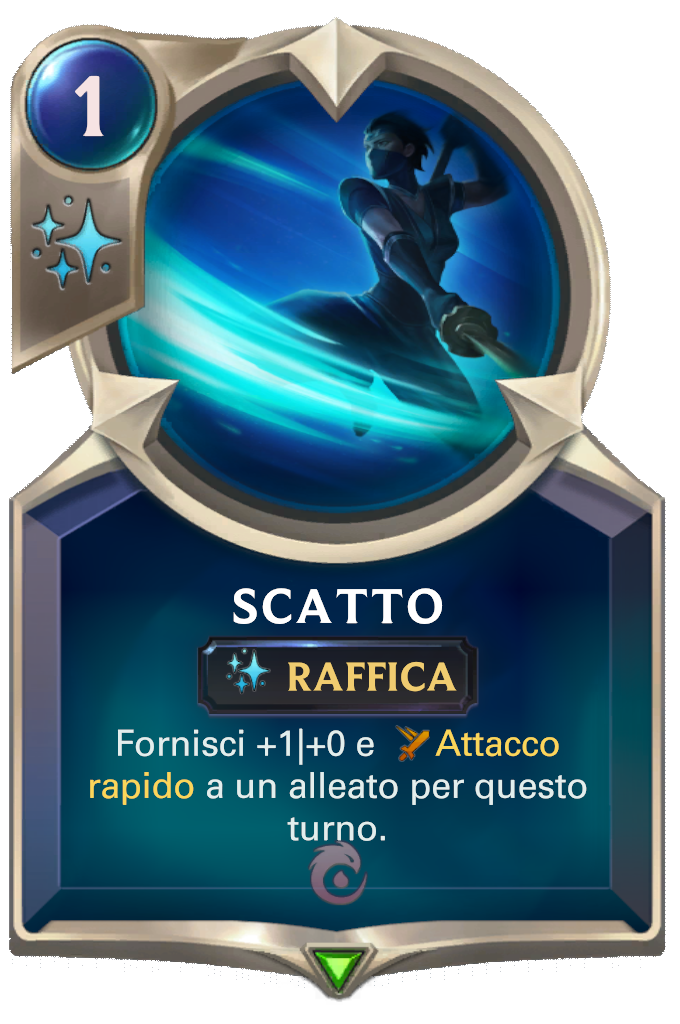 1
SCATTO
RAFFICA
Fornisci +1|+0 e Attacco
rapido a un alleato per questo
turno.